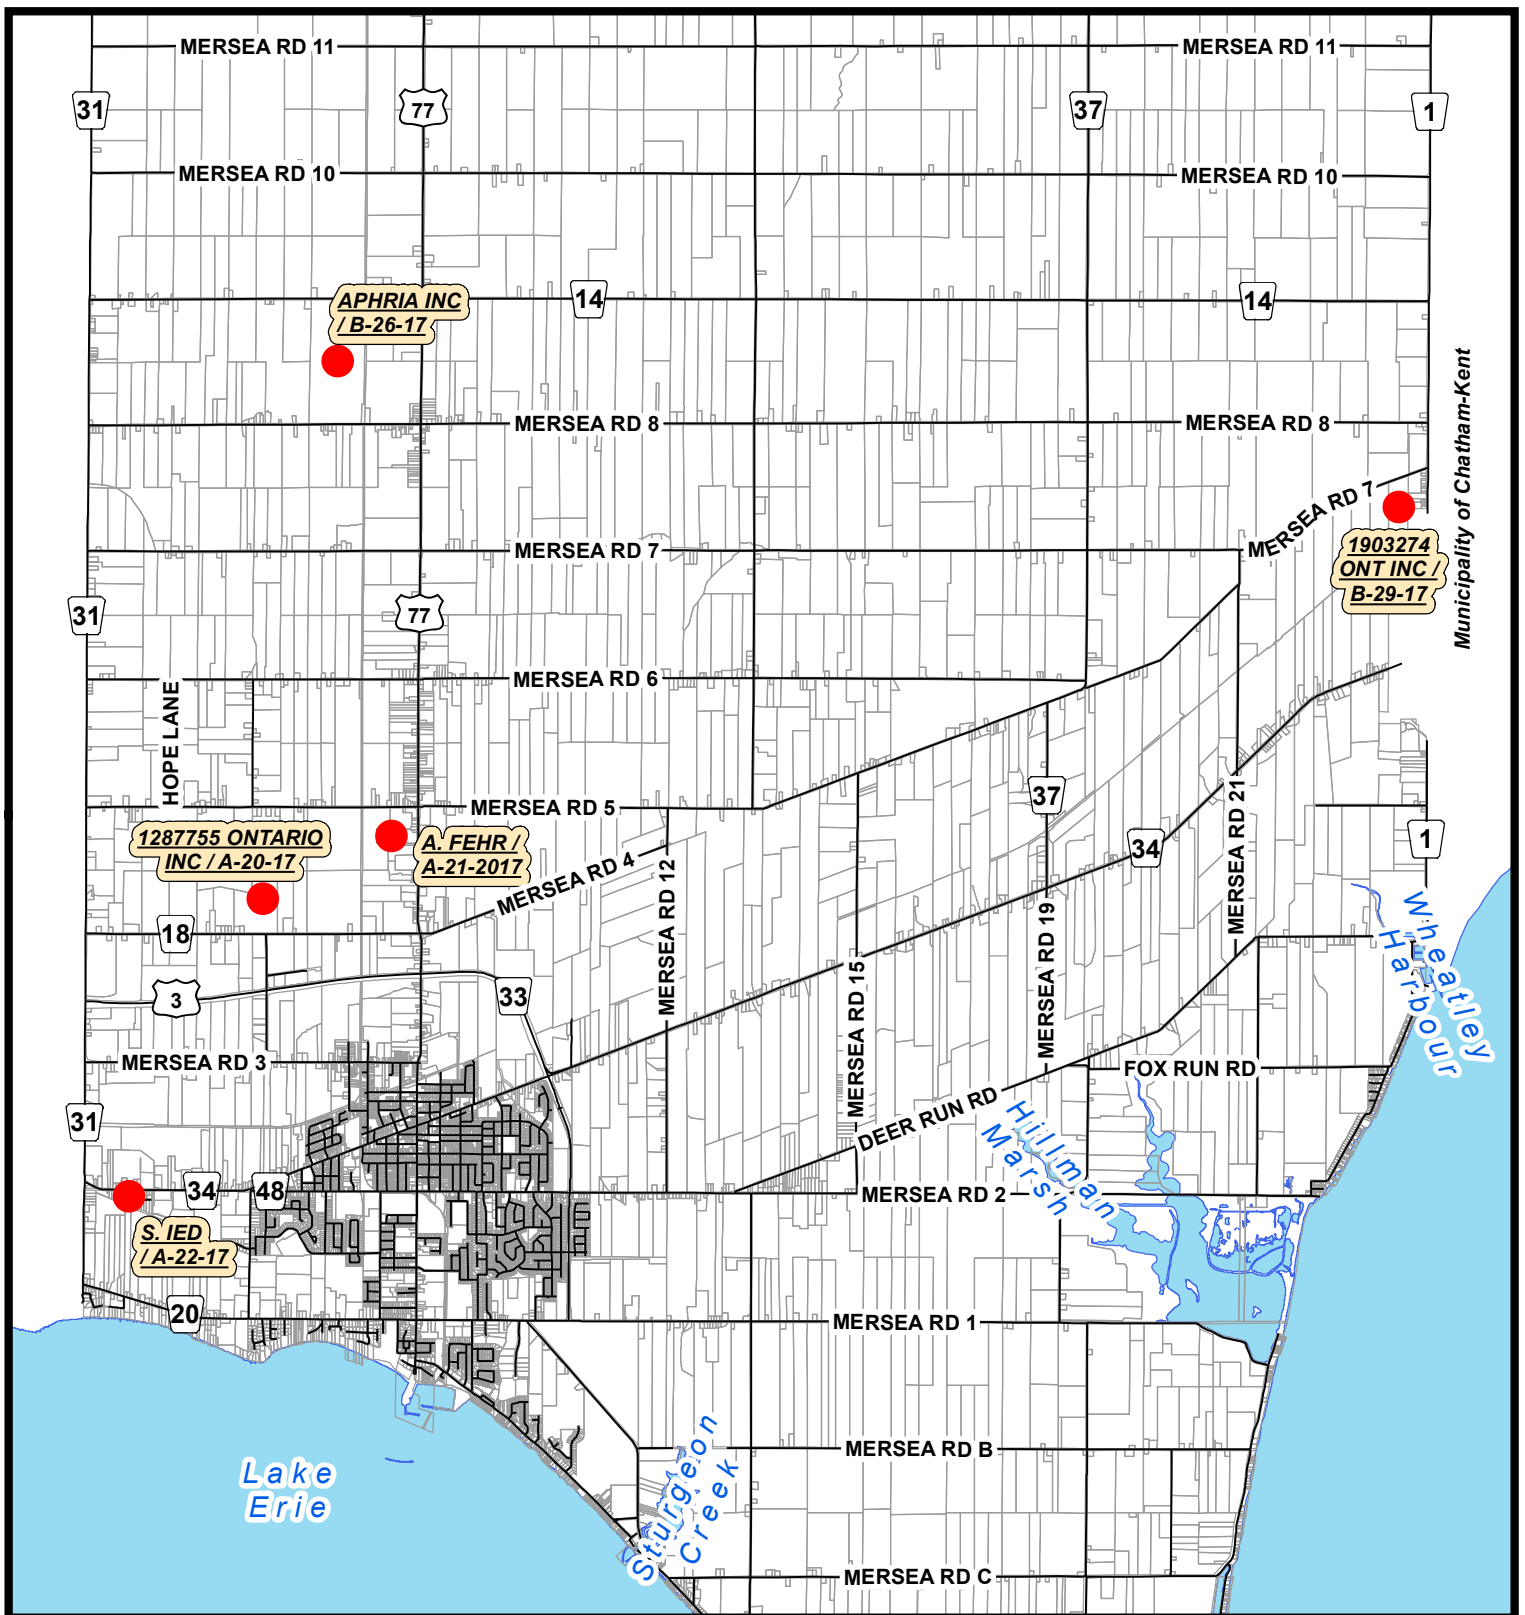 MERSEA RD 11
MERSEA RD 11
31
77
37
1
MERSEA RD 10
MERSEA RD 10
APHRIA INC
/ B-26-17
14
14
MERSEA RD 8
MERSEA RD 8
Municipality of Chatham-Kent
MERSEA RD 7
MERSEA RD 7
1903274
ONT INC /
B-29-17
31
77
MERSEA RD 6
HOPE LANE
37
MERSEA RD 5
MERSEA RD 21
1287755 ONTARIO
INC / A-20-17
A. FEHR /
A-21-2017
34
1
MERSEA RD 4
MERSEA RD 12
18
MERSEA RD 19
Wheatley
Harbour
3
33
MERSEA RD 15
MERSEA RD 3
FOX RUN RD
31
DEER RUN RD
Hillman
Marsh
34
48
MERSEA RD 2
S. IED
/ A-22-17
20
MERSEA RD 1
MERSEA RD B
Lake
Erie
Sturgeon
Creek
MERSEA RD C